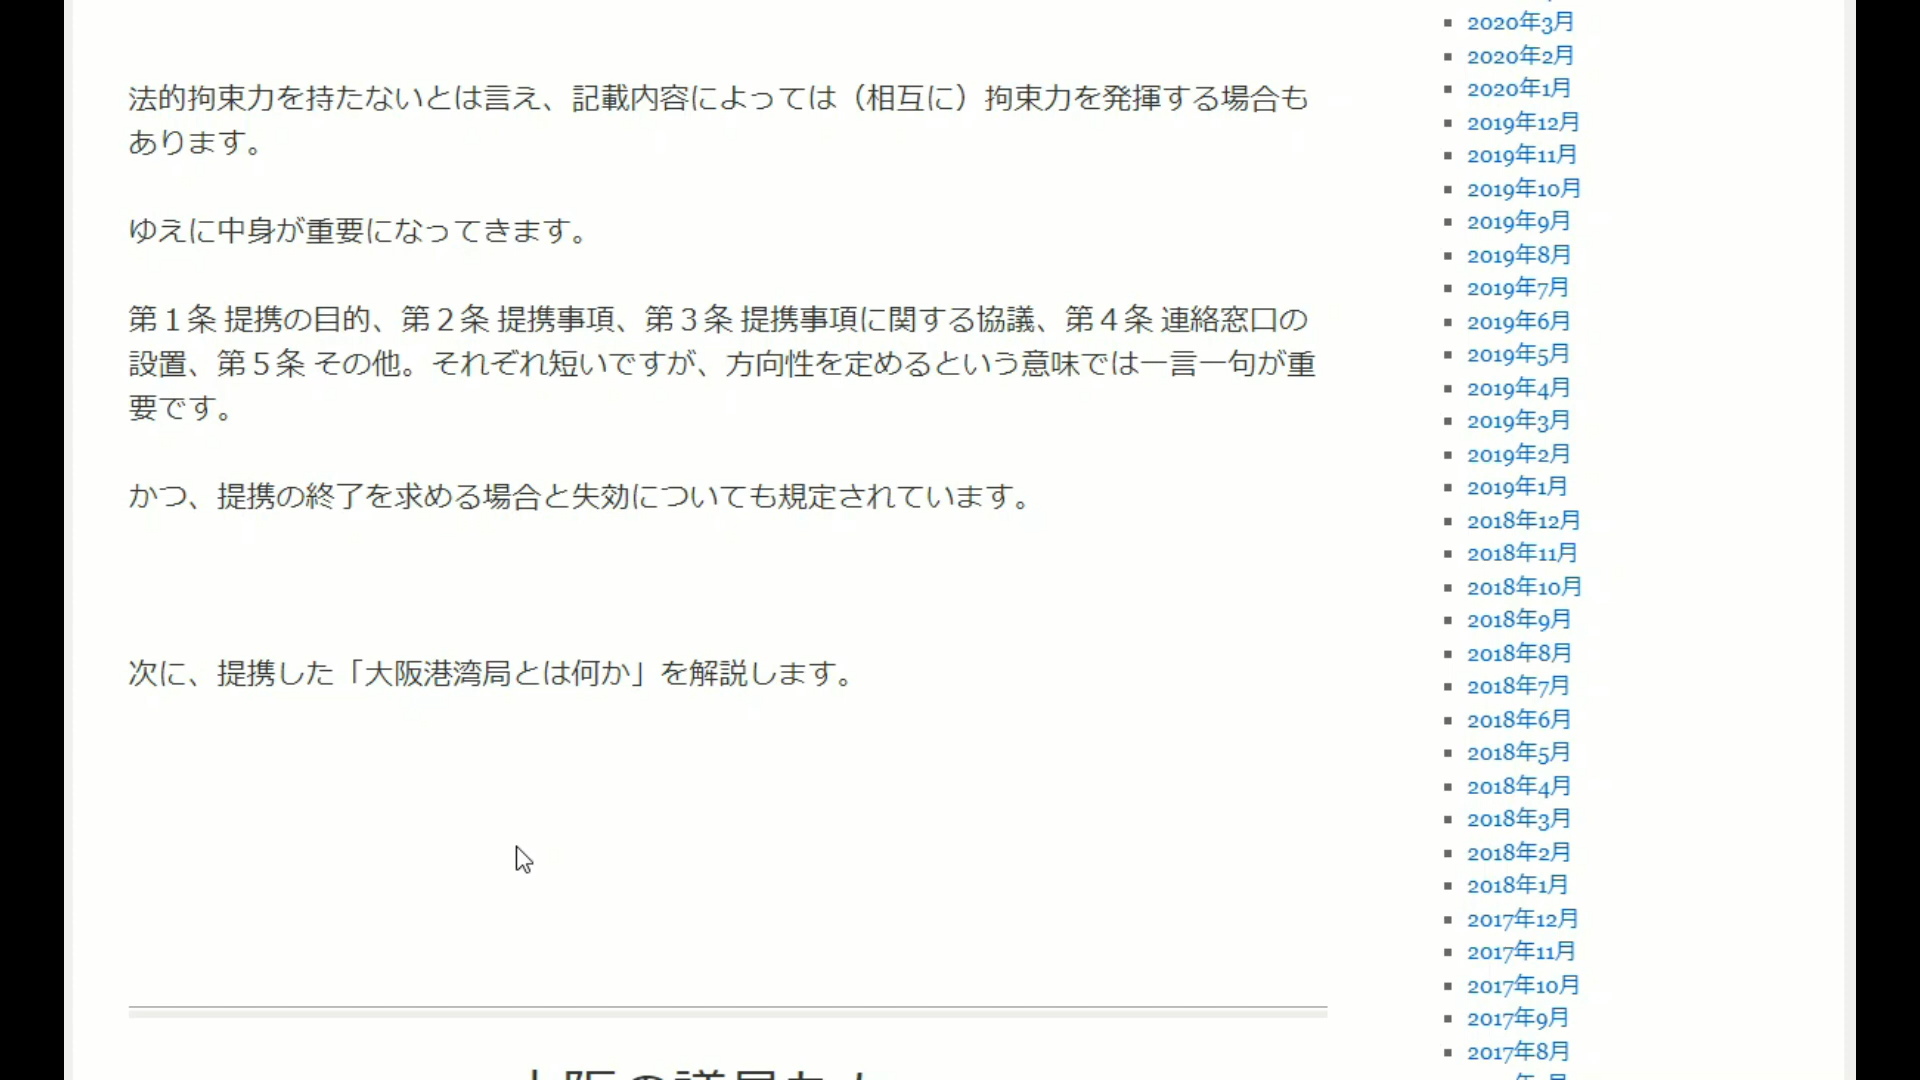 法的拘束力を持たないとは言え、記載内容によっては（相互に）拘束力を発揮する場合も
あります。
ゆえに中身が重要になってきます。
第１条 提携の目的、第２条 提携事項、第３条 提携事項に関する協議、第４条 連絡窓口の
設置、第５条 その他。それぞれ短いですが、方向性を定めるという意味では一言一句が重
要です。
かつ、提携の終了を求める場合と失効についても規定されています。
次に、提携した「大阪港湾局とは何か」を解説します。
2020年3月
2020年2月
2020年1月
2019年12月
2019年11月
2019年10月
2019年9月
2019年8月
2019年7月
2019年6月
2019年5月
2019年4月
2019年3月
2019年2月
2019年1月
2018年12月
2018年11月
2018年10月
2018年9月
2018年8月
2018年7月
2018年6月
2018年5月
2018年4月
2018年3月
2018年2月
2018年1月
2017年12月
2017年11月
2017年10月
2017年9月
2017年8月